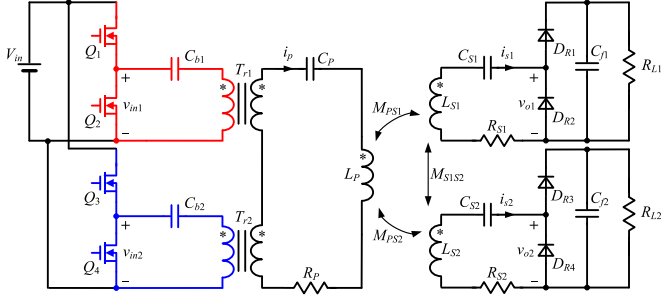 V_in
Q_1
Q_2
+
v_in1
−
C_b1
T_r1
*
*
i_p
C_P
Q_3
Q_4
+
v_in2
−
C_b2
T_r2
*
*
R_P
L_P
*
M_PS1
M_PS2
M_S1S2
C_S1
i_s1
*
L_S1
R_S1
+
v_o1
−
D_R1
D_R2
C_f1
R_L1
C_S2
i_s2
*
L_S2
R_S2
+
v_o2
−
D_R3
D_R4
C_f2
R_L2